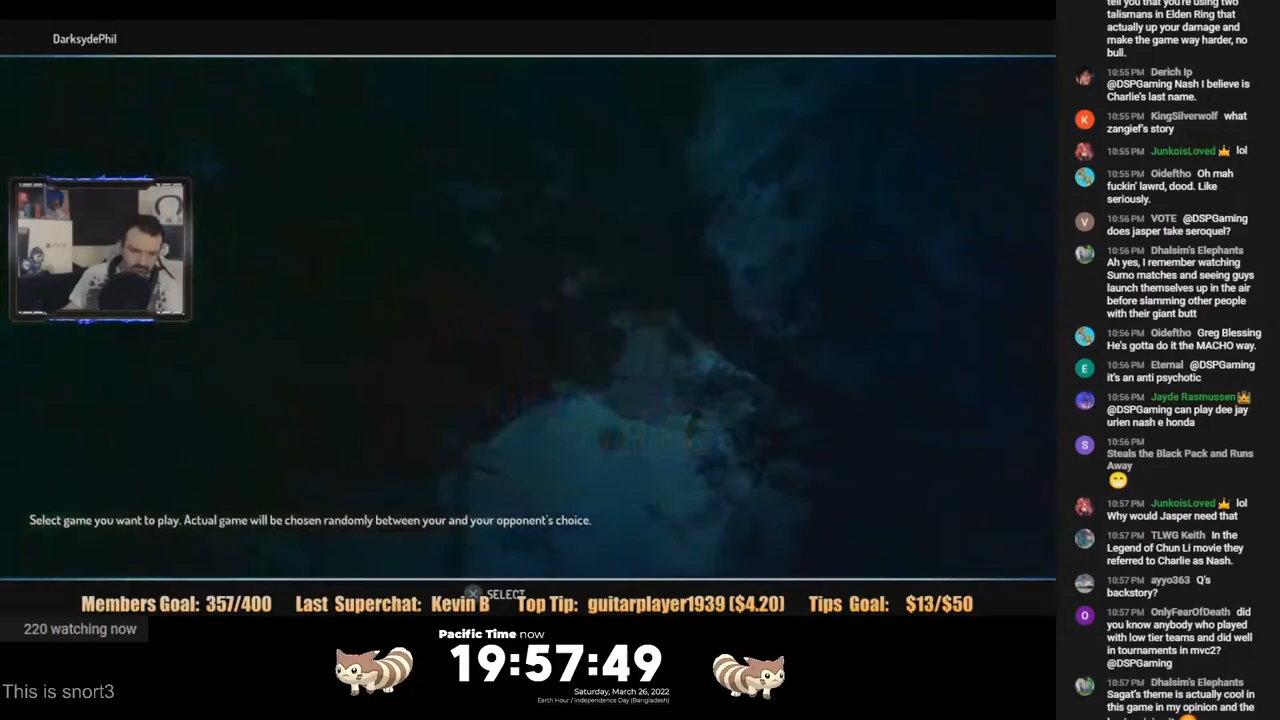 DarksydePhil
Select game you want to play. Actual game will be chosen randomly between your and your opponent's choice.
SELECT
Members Goal: 357/400 Last Superchat: Kevin B Top Tip: guitarplayer1939 ($4.20) Tips Goal: $13/$50
220 watching now
Pacific Time now
19:57:49
Saturday, March 26, 2022
Earth Hour / Independence Day (Bangladesh)
This is snort3
tell you that you're using two
talismans in Elden Ring that
actually up your damage and
make the game way harder, no
bull.
10:55 PM Derich Ip
@DSPGaming Nash I believe is
Charlie's last name.
10:55 PM KingSilverwolf what
zangief's story
10:55 PM JunkoisLoved lol
10:55 PM Oideftho Oh mah
fuckin' lawrd, dood. Like
seriously.
10:56 PM VOTE @DSPGaming
does jasper take seroquel?
10:56 PM Dhalsim's Elephants
Ah yes, I remember watching
Sumo matches and seeing guys
launch themselves up in the air
before slamming other people
with their giant butt
10:56 PM Oideftho Greg Blessing
He's gotta do it the MACHO way.
10:56 PM Eternal @DSPGaming
it's an anti psychotic
10:56 PM Jayde Rasmussen
@DSPGaming can play dee jay
urien nash e honda
10:56 PM
Steals the Black Pack and Runs
Away
10:57 PM JunkoisLoved lol
Why would Jasper need that
10:57 PM TLWG Keith In the
Legend of Chun Li movie they
referred to Charlie as Nash.
10:57 PM ayyo363 Q's
backstory?
10:57 PM OnlyFearOfDeath did
you know anybody who played
with low tier teams and did well
in tournaments in mvc2?
@DSPGaming
10:57 PM Dhalsim's Elephants
Sagat's theme is actually cool in
this game in my opinion and the